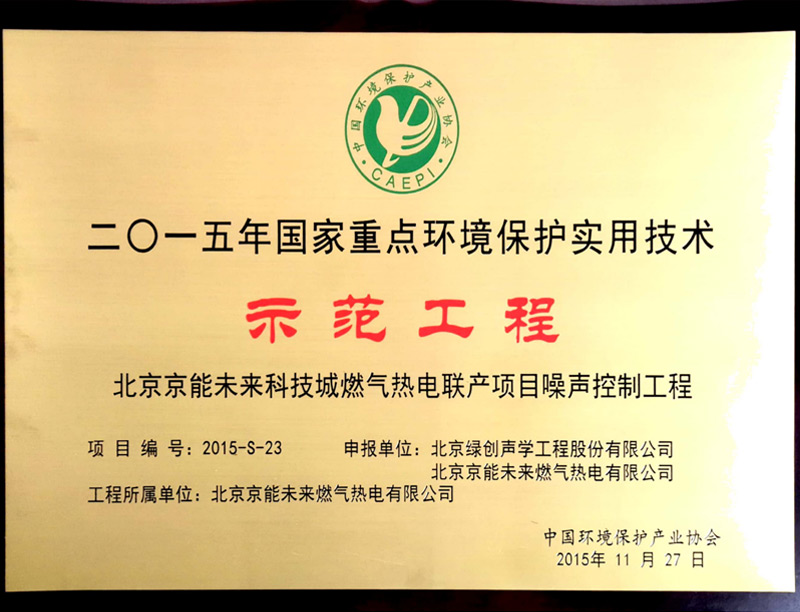 中国环境保护产业协会
CAEPI
二〇一五年国家重点环境保护实用技术
示范工程
北京京能未来科技城燃气热电联产项目噪声控制工程
项目编号：2015-S-23 申报单位：北京绿创声学工程股份有限公司
北京京能未来燃气热电有限公司
工程所属单位：北京京能未来燃气热电有限公司
中国环境保护产业协会
2015年 11 月 27 日